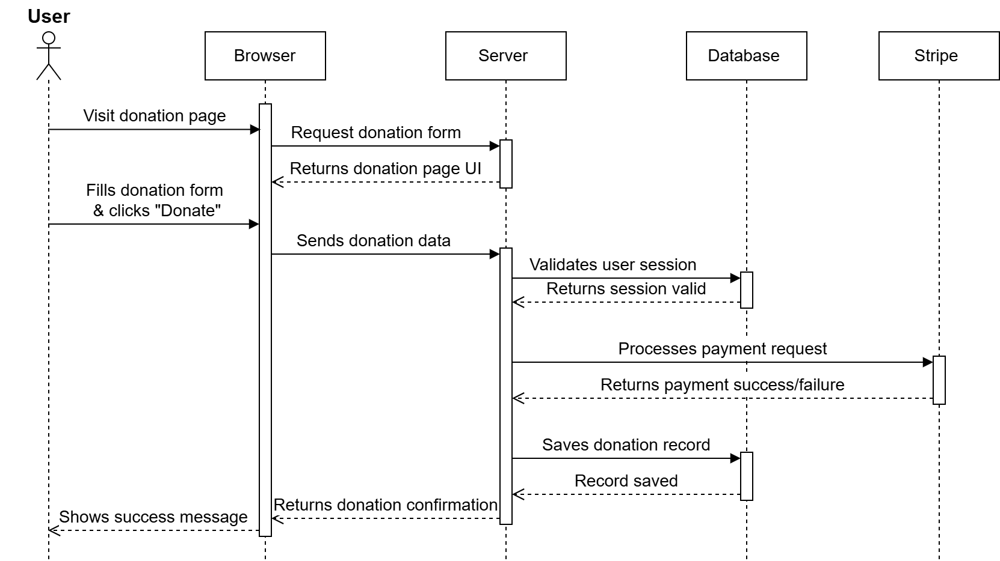 User
Browser
Server
Database
Stripe
Visit donation page
Request donation form
Returns donation page UI
Fills donation form
& clicks "Donate"
Sends donation data
Validates user session
Returns session valid
Processes payment request
Returns payment success/failure
Saves donation record
Record saved
Returns donation confirmation
Shows success message